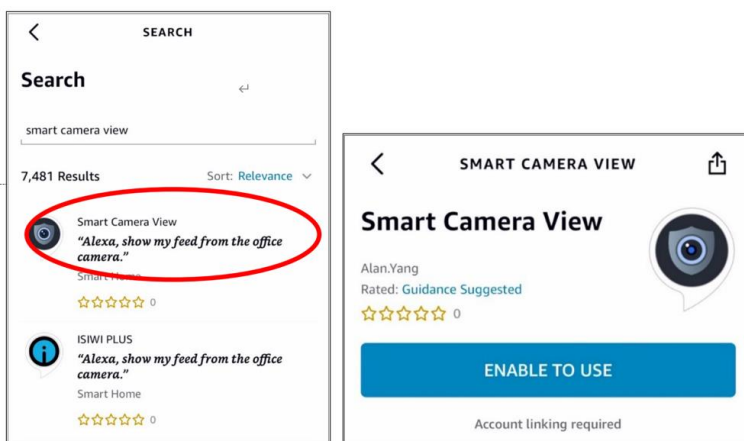 SEARCH
Search
smart camera view
7,481 Results Sort: Relevance
Smart Camera View
"Alexa, show my feed from the office
camera."
Smart Home
0
ISIWI PLUS
"Alexa, show my feed from the office
camera."
Smart Home
0
SMART CAMERA VIEW
Smart Camera View
Alan.Yang
Rated: Guidance Suggested
0
ENABLE TO USE
Account linking required